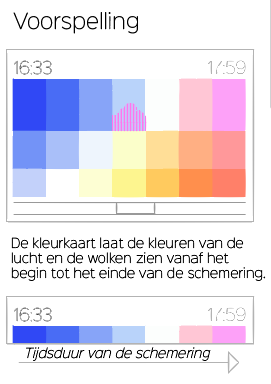 Voorspelling
16:33 17:59
De kleurkaart laat de kleuren van de
lucht en de wolken zien vanaf het
begin tot het einde van de schemering.
16:33 17:59
Tijdsduur van de schemering